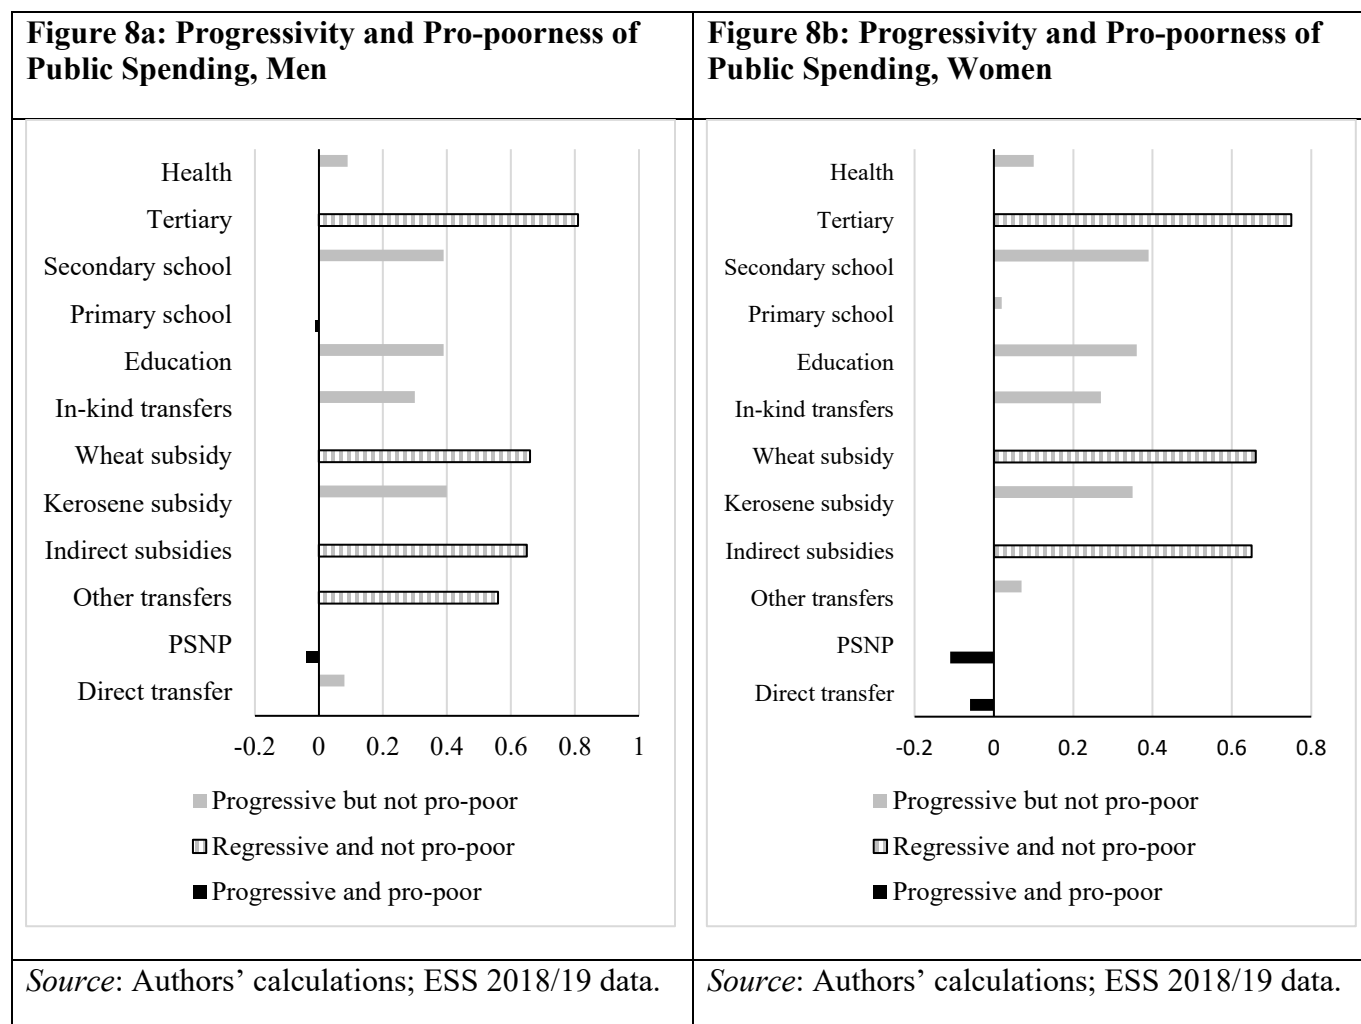 Figure 8a: Progressivity and Pro-poorness of
Public Spending, Men
Health
Tertiary
Secondary school
Primary school
Education
In-kind transfers
Wheat subsidy
Kerosene subsidy
Indirect subsidies
Other transfers
PSNP
Direct transfer
-0.2 0 0.2 0.4 0.6 0.8 1
Progressive but not pro-poor
Regressive and not pro-poor
Progressive and pro-poor
Source: Authors’ calculations; ESS 2018/19 data.
Figure 8b: Progressivity and Pro-poorness of
Public Spending, Women
Health
Tertiary
Secondary school
Primary school
Education
In-kind transfers
Wheat subsidy
Kerosene subsidy
Indirect subsidies
Other transfers
PSNP
Direct transfer
-0.2 0 0.2 0.4 0.6 0.8
Progressive but not pro-poor
Regressive and not pro-poor
Progressive and pro-poor
Source: Authors’ calculations; ESS 2018/19 data.